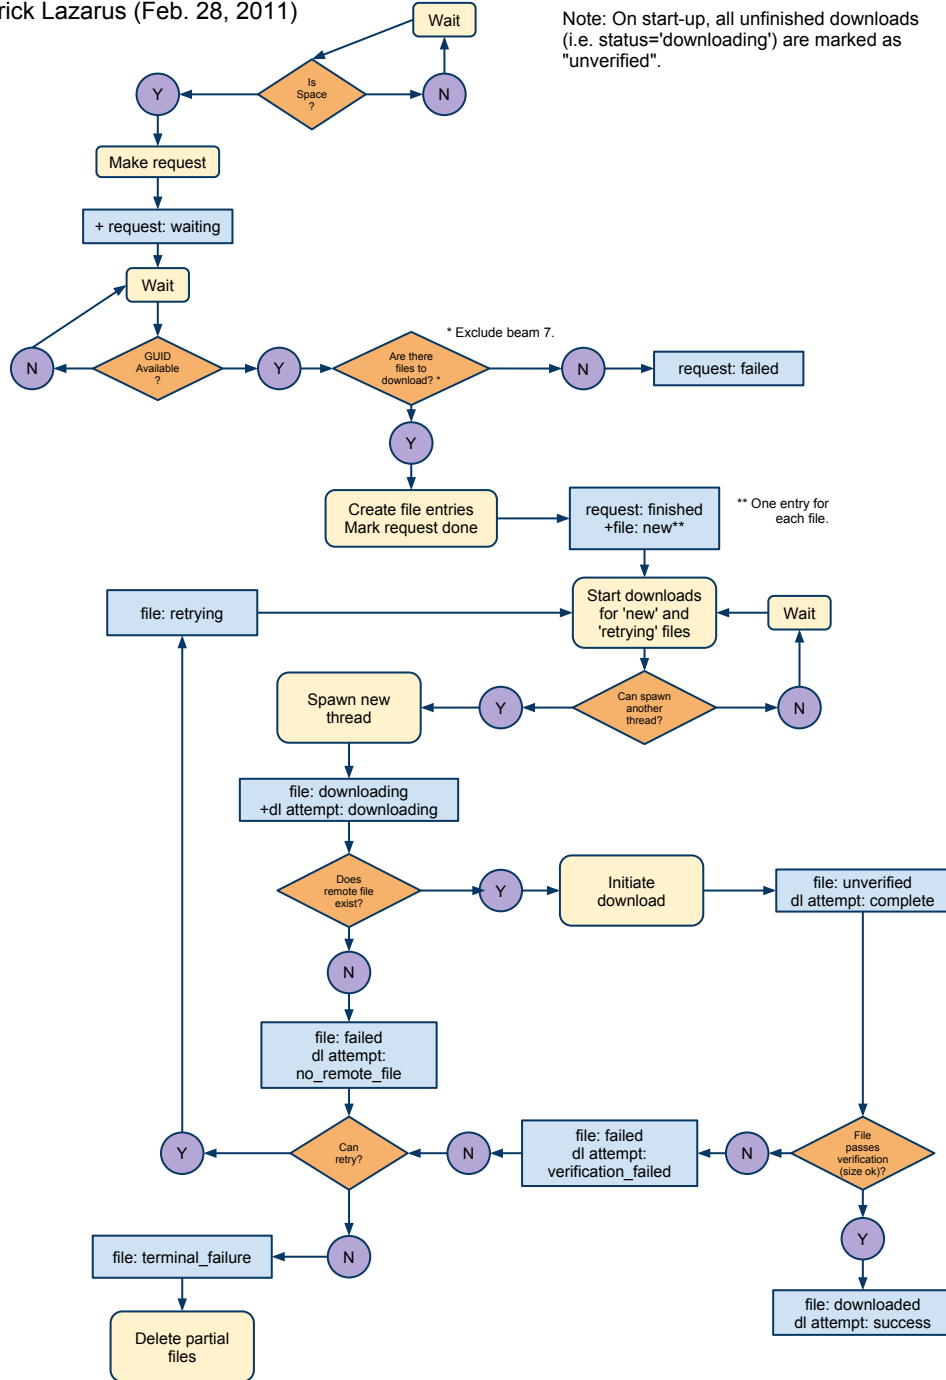 rick Lazarus (Feb. 28, 2011)
Wait
Note: On start-up, all unfinished downloads
(i.e. status='downloading') are marked as
"unverified".
Is
Space
?
Y
N
Make request
+ request: waiting
Wait
* Exclude beam 7.
N
GUID
Available
?
Y
Are there
files to
download? *
N
request: failed
Y
Create file entries
Mark request done
request: finished
+file: new**
** One entry for
each file.
file: retrying
Start downloads
for 'new' and
'retrying' files
Wait
Spawn new
thread
Y
Can spawn
another
thread?
N
file: downloading
+dl attempt: downloading
Does
remote file
exist?
Y
Initiate
download
file: unverified
dl attempt: complete
N
file: failed
dl attempt:
no_remote_file
Y
Can
retry?
N
file: failed
dl attempt:
verification_failed
N
File
passes
verification
(size ok)?
Y
file: terminal_failure
N
file: downloaded
dl attempt: success
Delete partial
files